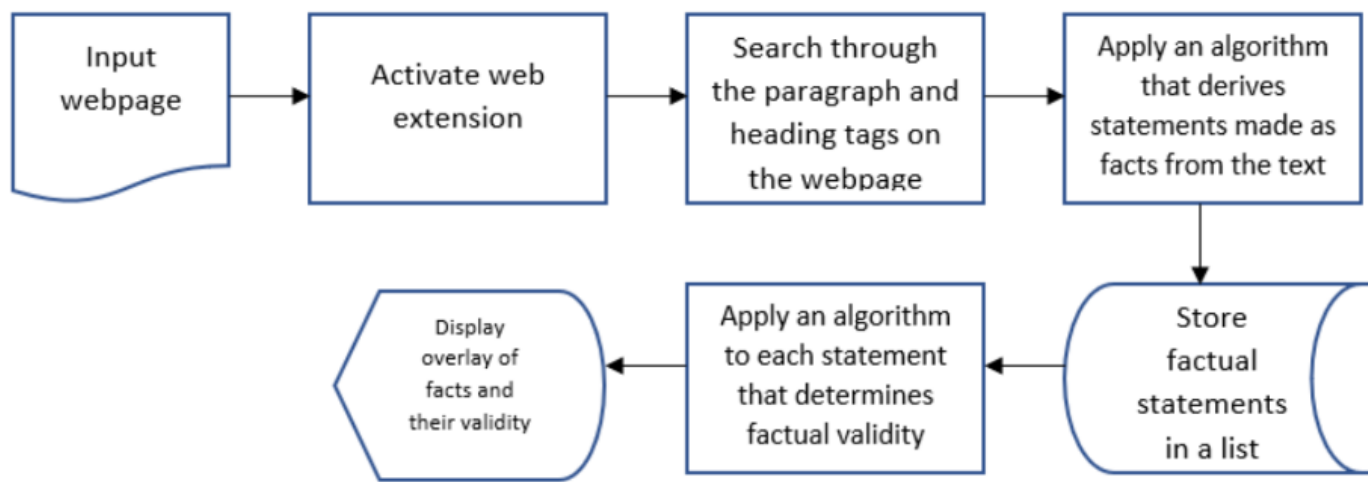 Input
webpage
Activate web
extension
Search through
the paragraph and
heading tags on
the webpage
Apply an algorithm
that derives
statements made as
facts from the text
Store
factual
statements
in a list
Apply an algorithm
to each statement
that determines
factual validity
Display
overlay of
facts and
their validity